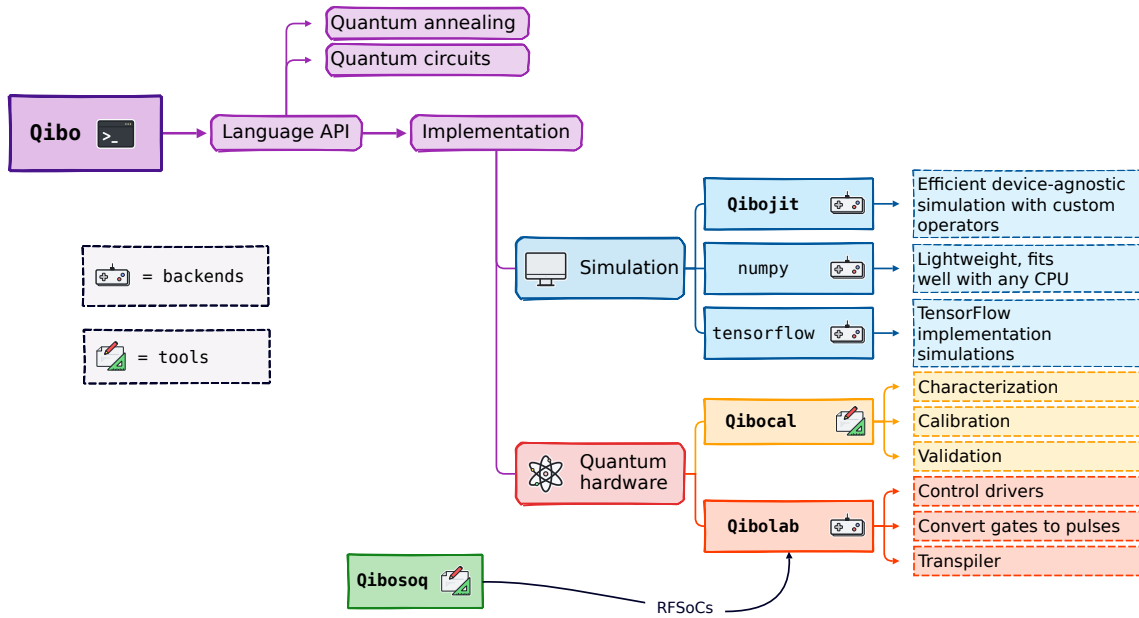 Quantum annealing
Quantum circuits
Qibo
>_
Language API
Implementation
Qibojit
Efficient device-agnostic
simulation with custom
operators
= backends
Simulation
numpy
Lightweight, fits
well with any CPU
tensorflow
TensorFlow
implementation
simulations
= tools
Qibocal
Characterization
Calibration
Validation
Quantum
hardware
Qibolab
Control drivers
Convert gates to pulses
Transpiler
Qibosoq
RFSoCs